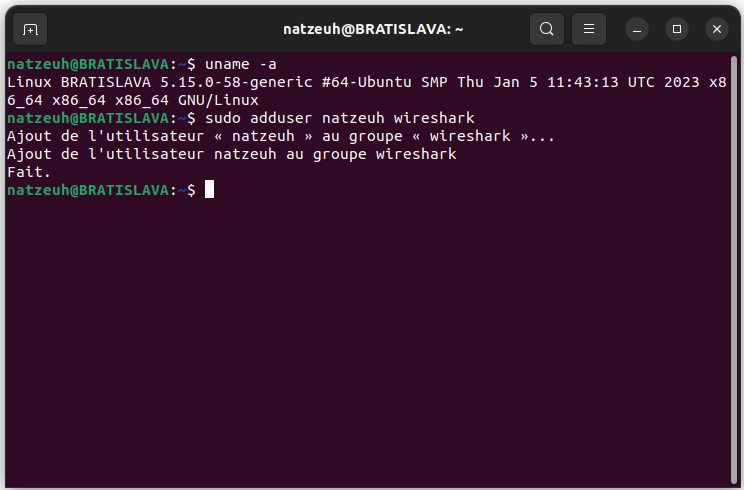 natzeuh@BRATISLAVA: ~
natzeuh@BRATISLAVA:~$ uname -a
Linux BRATISLAVA 5.15.0-58-generic #64-Ubuntu SMP Thu Jan 5 11:43:13 UTC 2023 x8
6_64 x86_64 x86_64 GNU/Linux
natzeuh@BRATISLAVA:~$ sudo adduser natzeuh wireshark
Ajout de l'utilisateur « natzeuh » au groupe « wireshark »...
Ajout de l'utilisateur natzeuh au groupe wireshark
Fait.
natzeuh@BRATISLAVA:~$